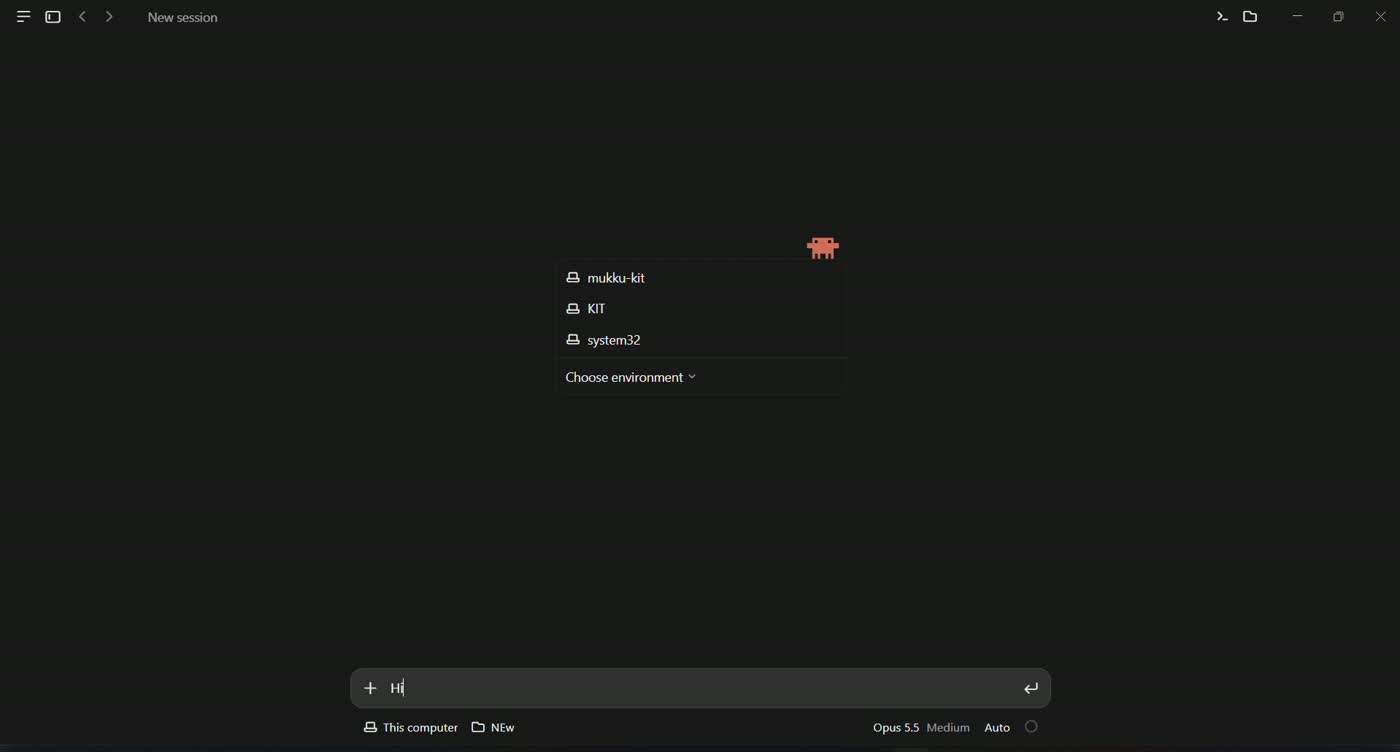 New session
mukku-kit
KIT
system32
Choose environment
Hi
This computer NEw
Opus 5.5 Medium Auto